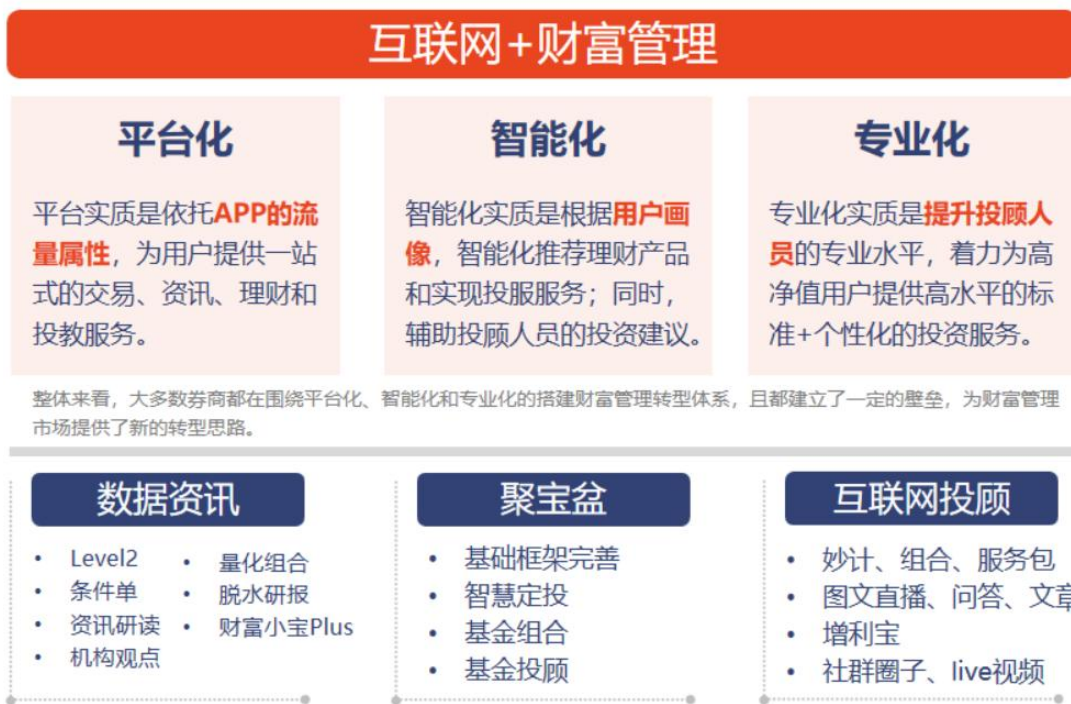 互联网+财富管理
平台化
平台实质是依托APP的流
量属性，为用户提供一站
式的交易、资讯、理财和
投教服务。
智能化
智能化实质是根据用户画
像，智能化推荐理财产品
和实现投服服务；同时，
辅助投顾人员的投资建议。
专业化
专业化实质是提升投顾人
员的专业水平，着力为高
净值用户提供高水平的标
准+个性化的投资服务。
整体来看，大多数券商都在围绕平台化、智能化和专业化的搭建财富管理转型体系，且都建立了一定的壁垒，为财富管理
市场提供了新的转型思路。
数据资讯
• Level2
• 条件单
• 资讯研读
• 机构观点
• 量化组合
• 脱水研报
• 财富小宝Plus
聚宝盆
• 基础框架完善
• 智慧定投
• 基金组合
• 基金投顾
互联网投顾
• 妙计、组合、服务包
• 图文直播、问答、文章
• 增利宝
• 社群圈子、live视频